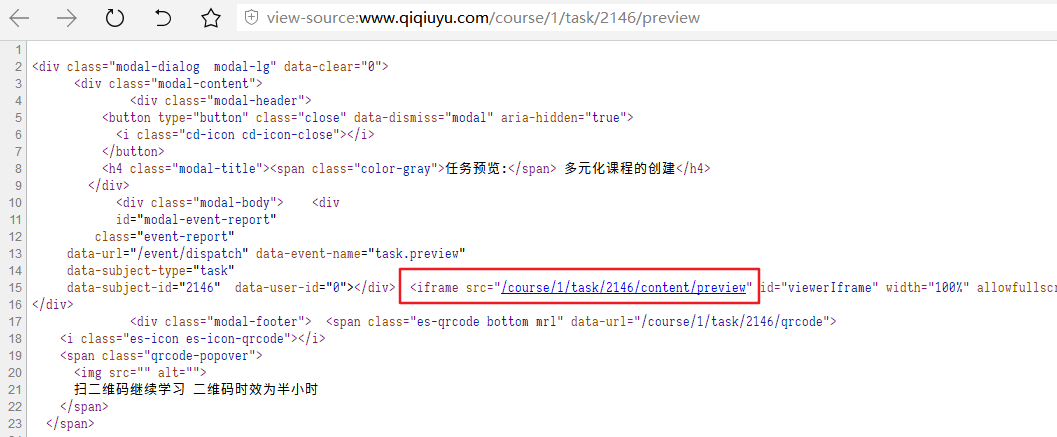 view-source:www.qiqiuyu.com/course/1/task/2146/preview
1
2 <div class="modal-dialog  modal-lg" data-clear="0">
3 <div class="modal-content">
4 <div class="modal-header">
5 <button type="button" class="close" data-dismiss="modal" aria-hidden="true">
6 <i class="cd-icon cd-icon-close"></i>
7 </button>
8 <h4 class="modal-title"><span class="color-gray">任务预览:</span> 多元化课程的创建</h4>
9 </div>
10 <div class="modal-body">    <div
11 id="modal-event-report"
12 class="event-report"
13 data-url="/event/dispatch" data-event-name="task.preview"
14 data-subject-type="task"
15 data-subject-id="2146"  data-user-id="0"></div>  <iframe src="/course/1/task/2146/content/preview" id="viewerIframe" width="100%" allowfullscr
16 </div>
17 <div class="modal-footer">  <span class="es-qrcode bottom mrl" data-url="/course/1/task/2146/qrcode">
18 <i class="es-icon es-icon-qrcode"></i>
19 <span class="qrcode-popover">
20 <img src="" alt="">
21 扫二维码继续学习 二维码时效为半小时
22 </span>
23 </span>